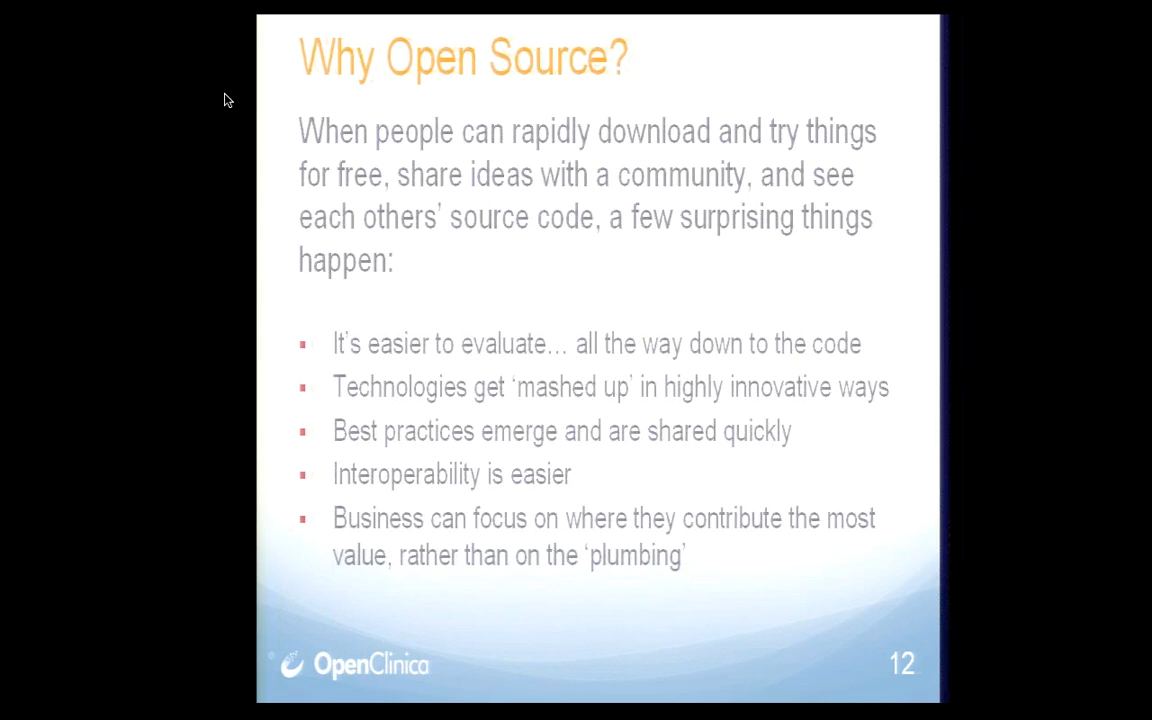 Why Open Source?
When people can rapidly download and try things
for free, share ideas with a community, and see
each others’ source code, a few surprising things
happen:
▪ It’s easier to evaluate… all the way down to the code
▪ Technologies get ‘mashed up’ in highly innovative ways
▪ Best practices emerge and are shared quickly
▪ Interoperability is easier
▪ Business can focus on where they contribute the most
value, rather than on the ‘plumbing’
OpenClinica
12